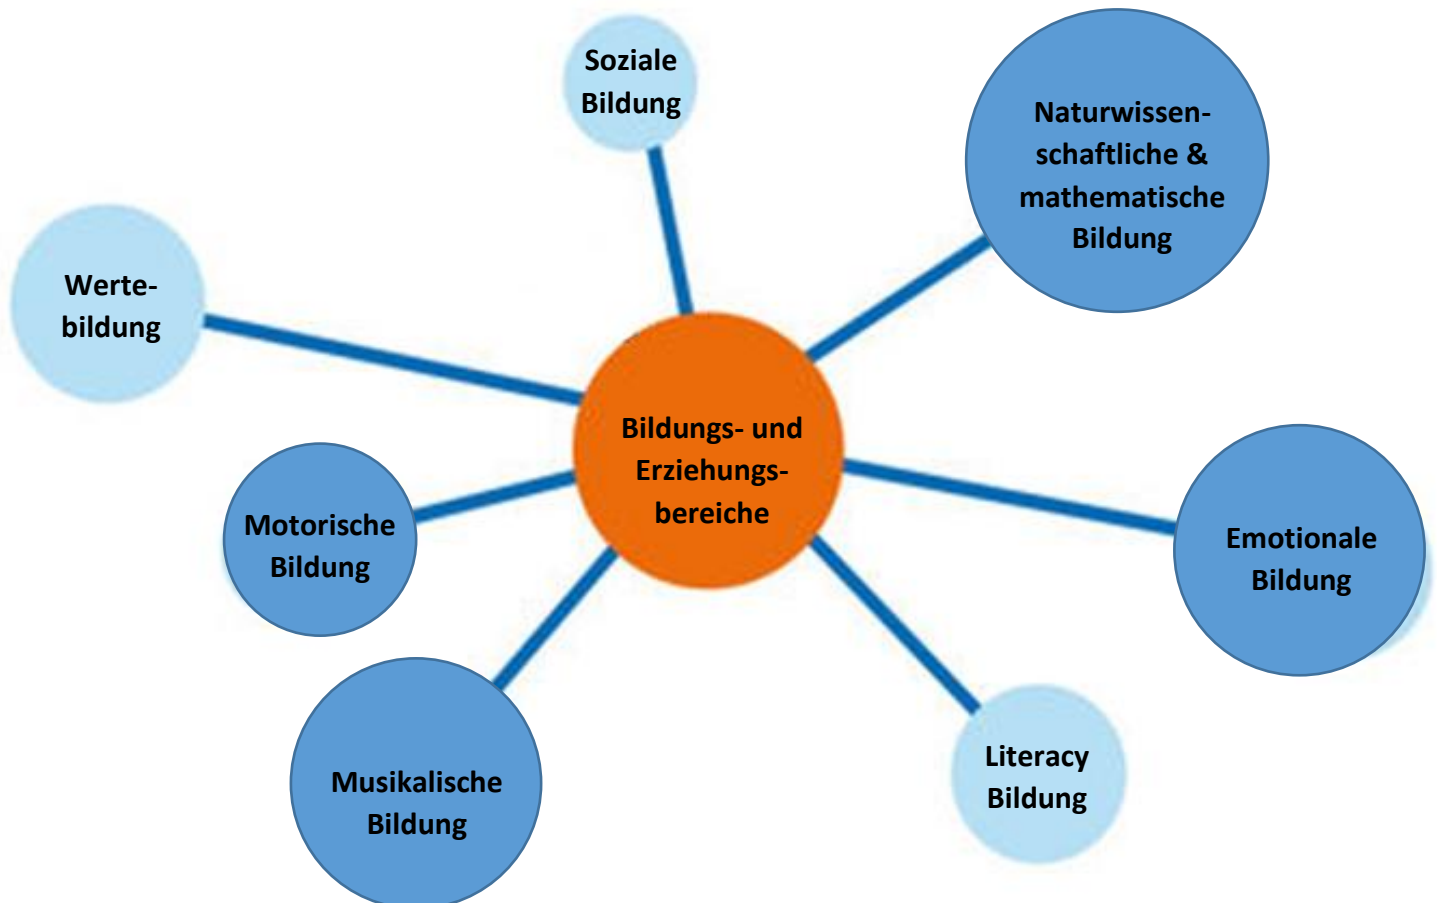 Soziale
Bildung
Naturwissen-
schaftliche &
mathematische
Bildung
Werte-
bildung
Bildungs- und
Erziehungs-
bereiche
Motorische
Bildung
Emotionale
Bildung
Musikalische
Bildung
Literacy
Bildung